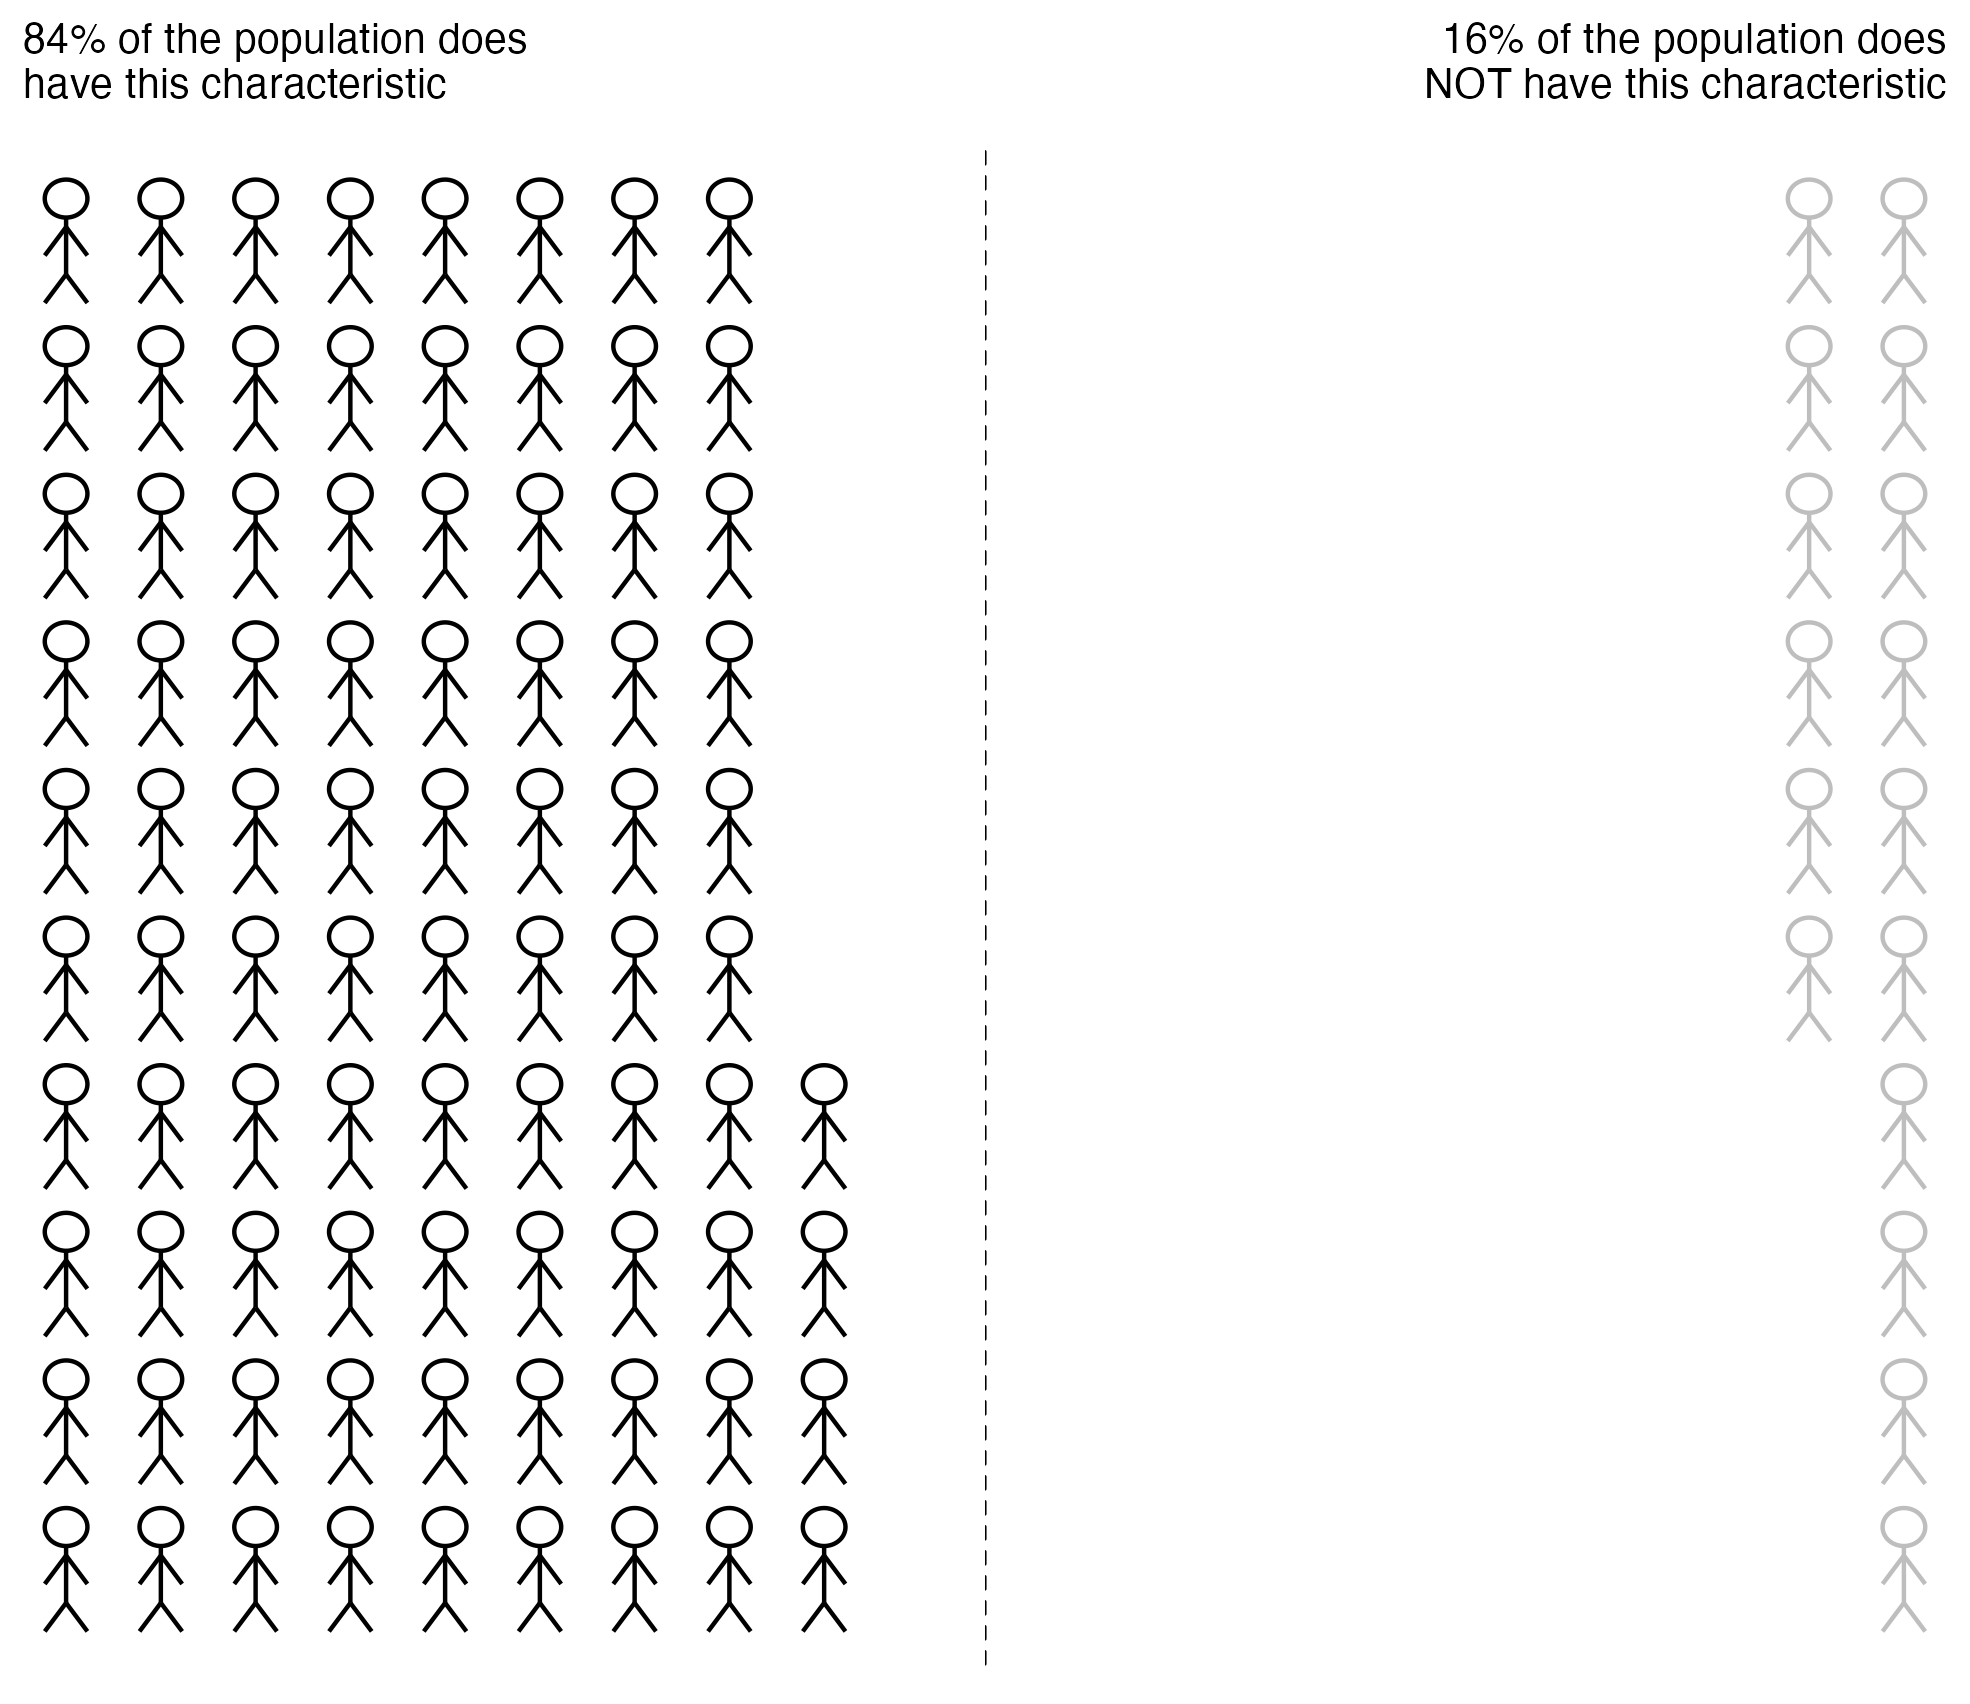 84% of the population does
have this characteristic
16% of the population does
NOT have this characteristic